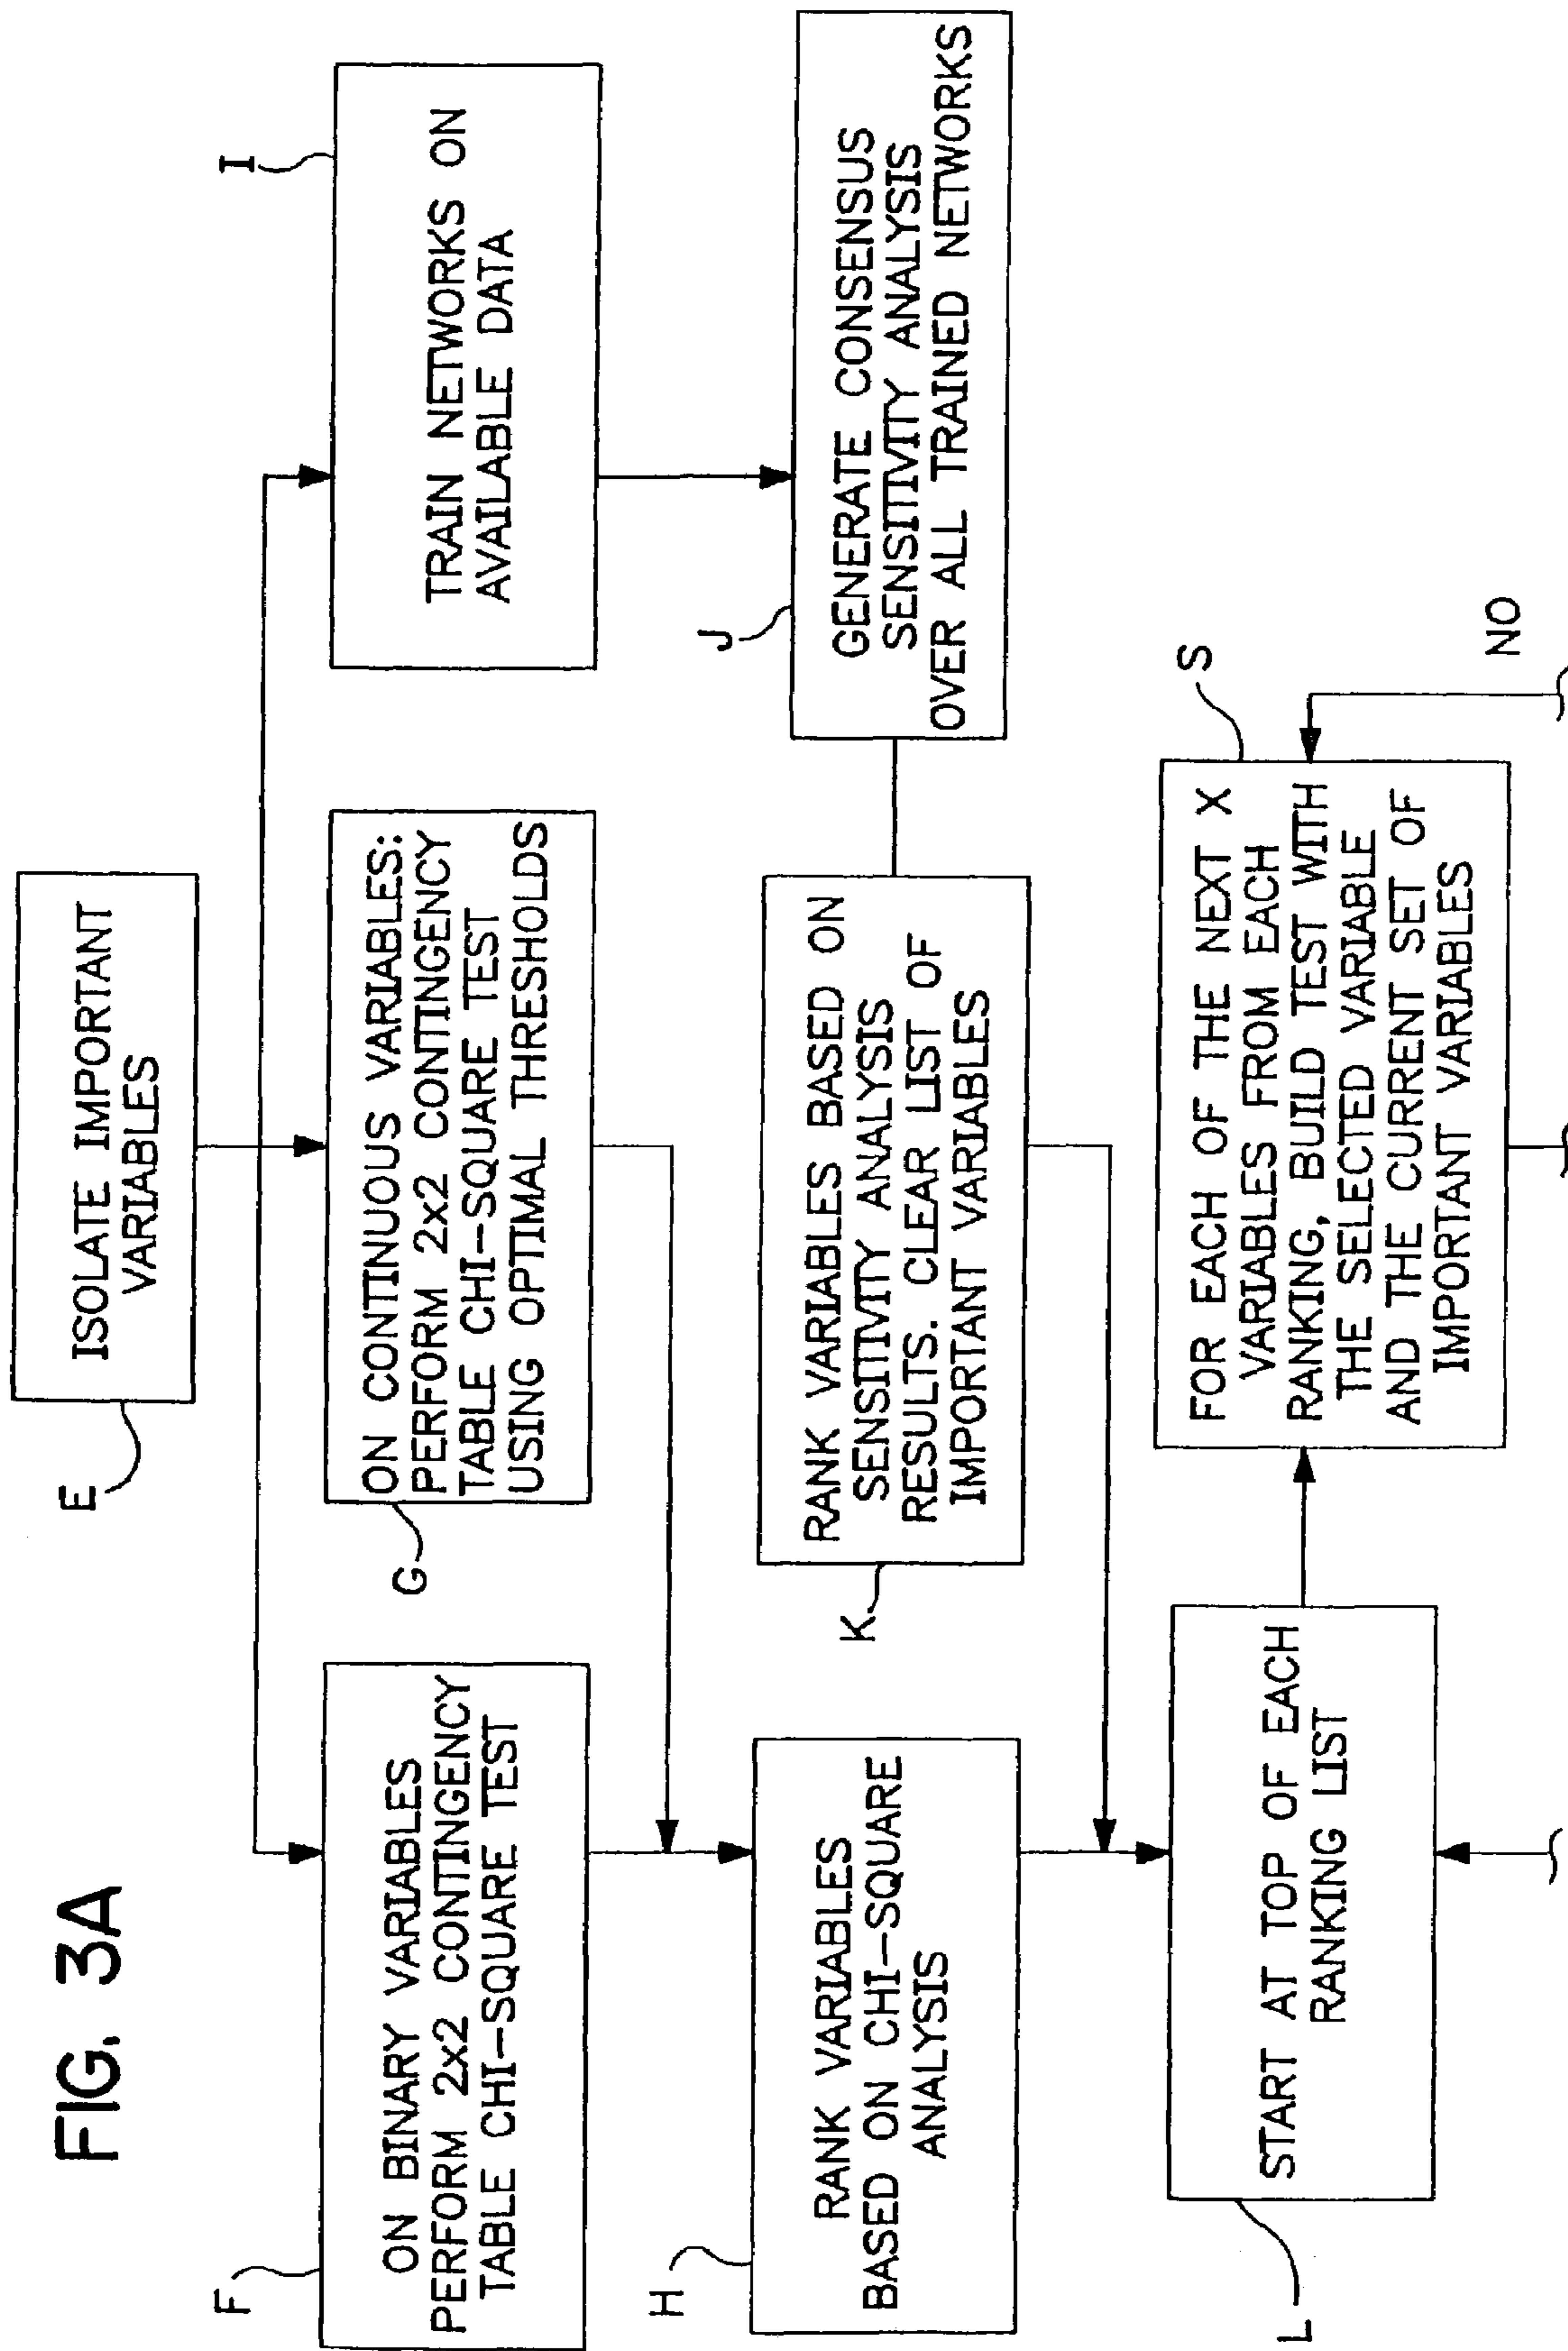 FIG. 3A
E
ISOLATE IMPORTANT
VARIABLES
F
ON BINARY VARIABLES
PERFORM 2x2 CONTINGENCY
TABLE CHI-SQUARE TEST
G
ON CONTINUOUS VARIABLES:
PERFORM 2x2 CONTINGENCY
TABLE CHI-SQUARE TEST
USING OPTIMAL THRESHOLDS
I
TRAIN NETWORKS ON
AVAILABLE DATA
H
RANK VARIABLES
BASED ON CHI-SQUARE
ANALYSIS
K
RANK VARIABLES BASED ON
SENSITIVITY ANALYSIS
RESULTS. CLEAR LIST OF
IMPORTANT VARIABLES
J
GENERATE CONSENSUS
SENSITIVITY ANALYSIS
OVER ALL TRAINED NETWORKS
L
START AT TOP OF EACH
RANKING LIST
S
FOR EACH OF THE NEXT X
VARIABLES FROM EACH
RANKING, BUILD TEST WITH
THE SELECTED VARIABLE
AND THE CURRENT SET OF
IMPORTANT VARIABLES
NO